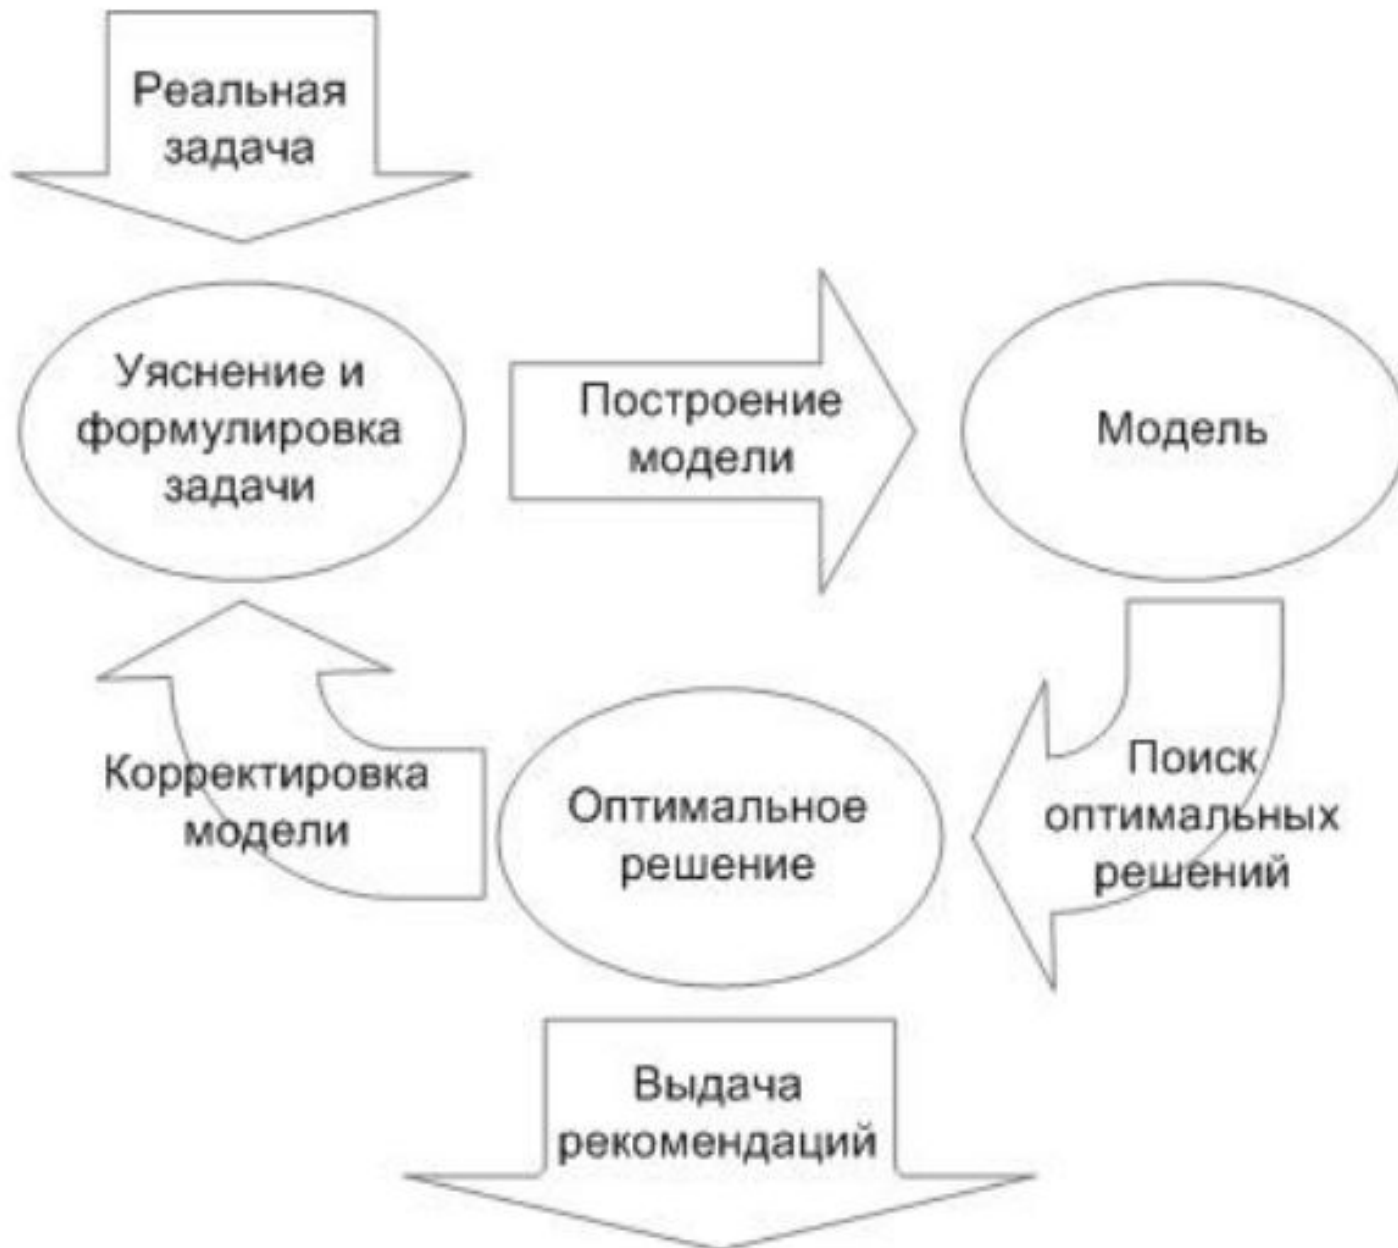 Реальная
задача
Уяснение и
формулировка
задачи
Построение
модели
Модель
Корректировка
модели
Оптимальное
решение
Поиск
оптимальных
решений
Выдача
рекомендаций